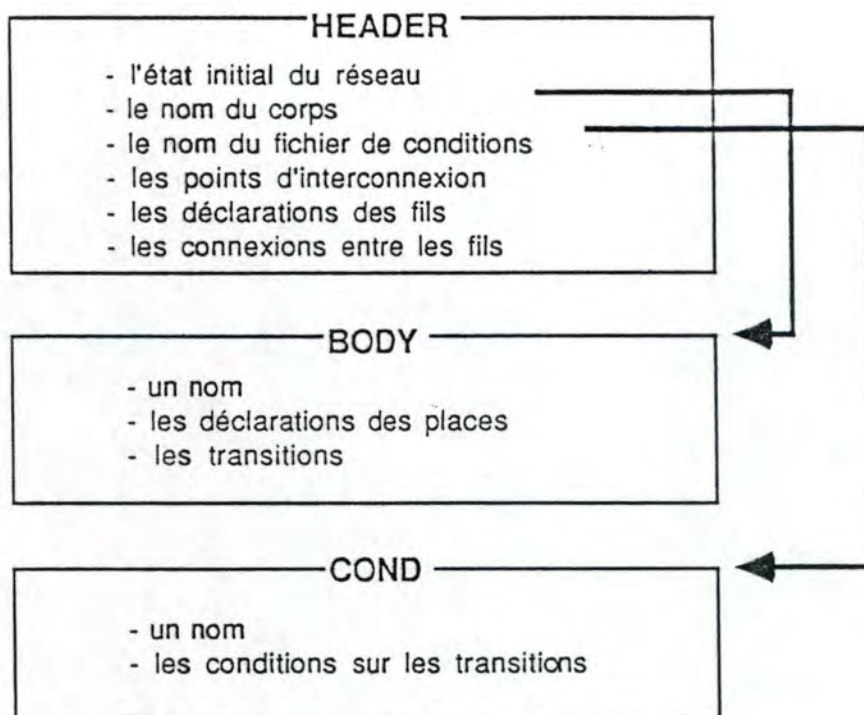 HEADER
- l'état initial du réseau
- le nom du corps
- le nom du fichier de conditions
- les points d'interconnexion
- les déclarations des fils
- les connexions entre les fils
BODY
- un nom
- les déclarations des places
- les transitions
COND
- un nom
- les conditions sur les transitions